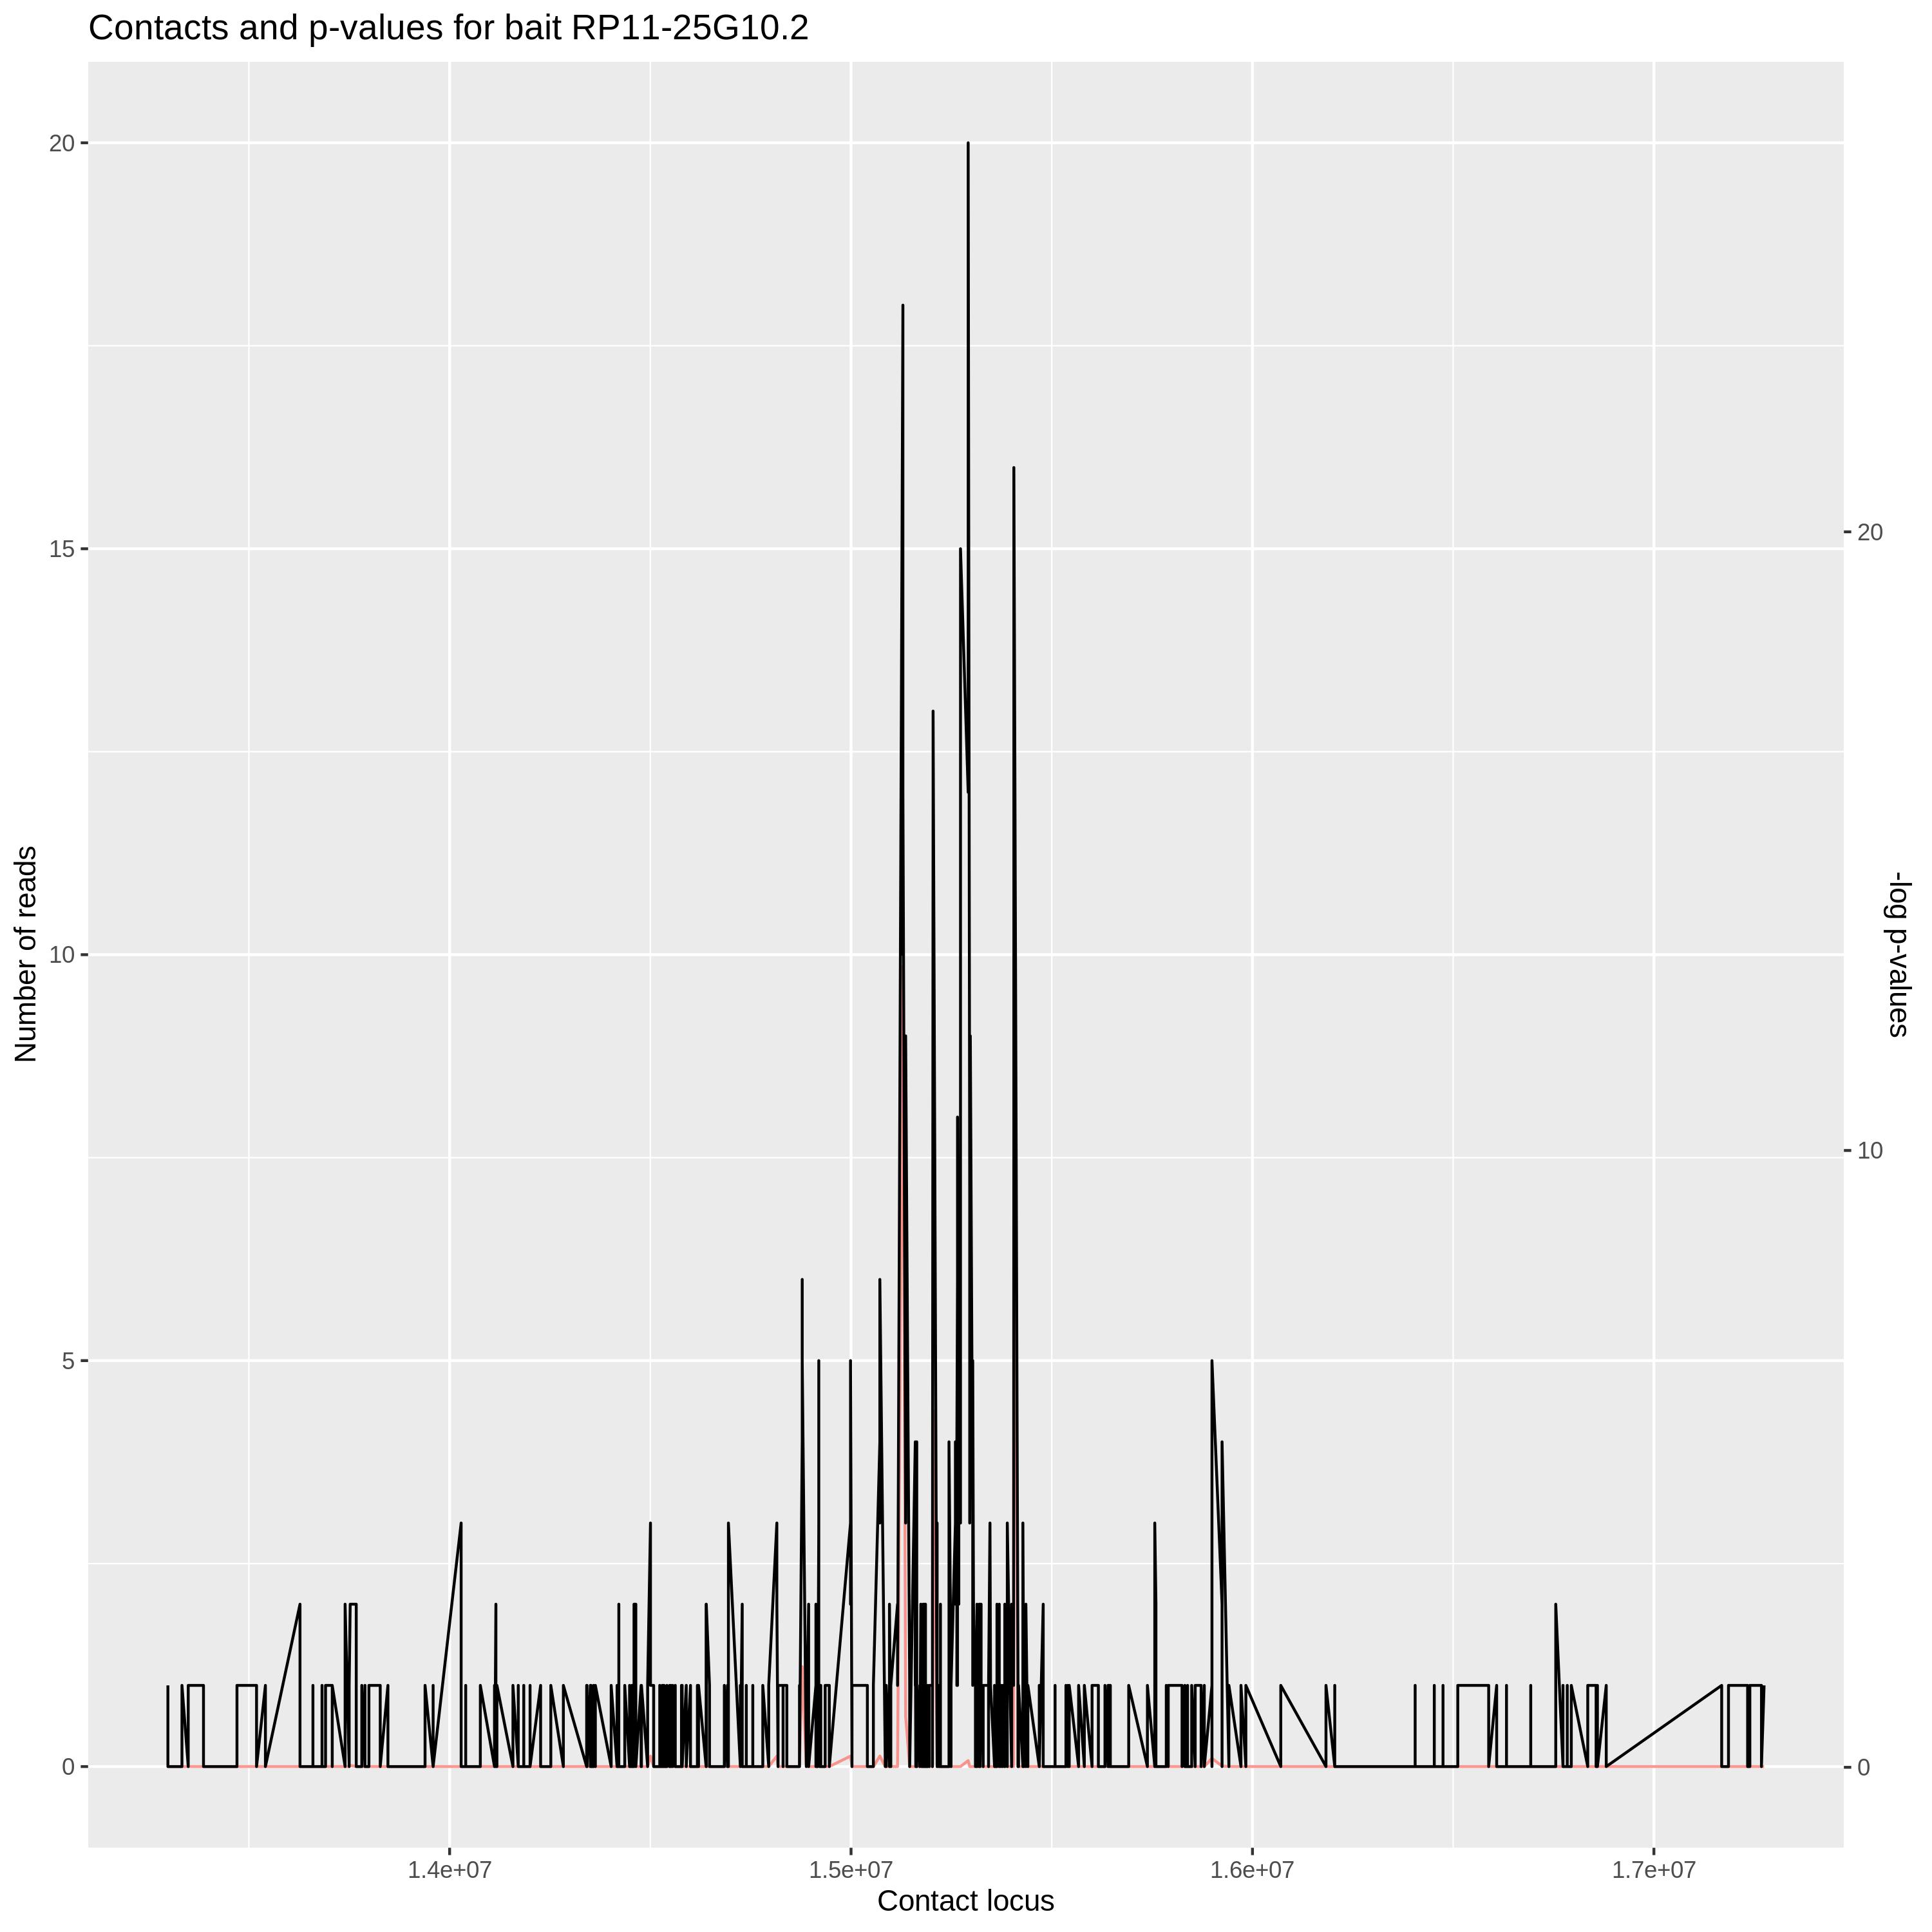 Contacts and p-values for bait RP11-25G10.2
20
15
10
5
0
Number of reads
20
10
0
-log p-values
1.4e+07
1.5e+07
1.6e+07
1.7e+07
Contact locus